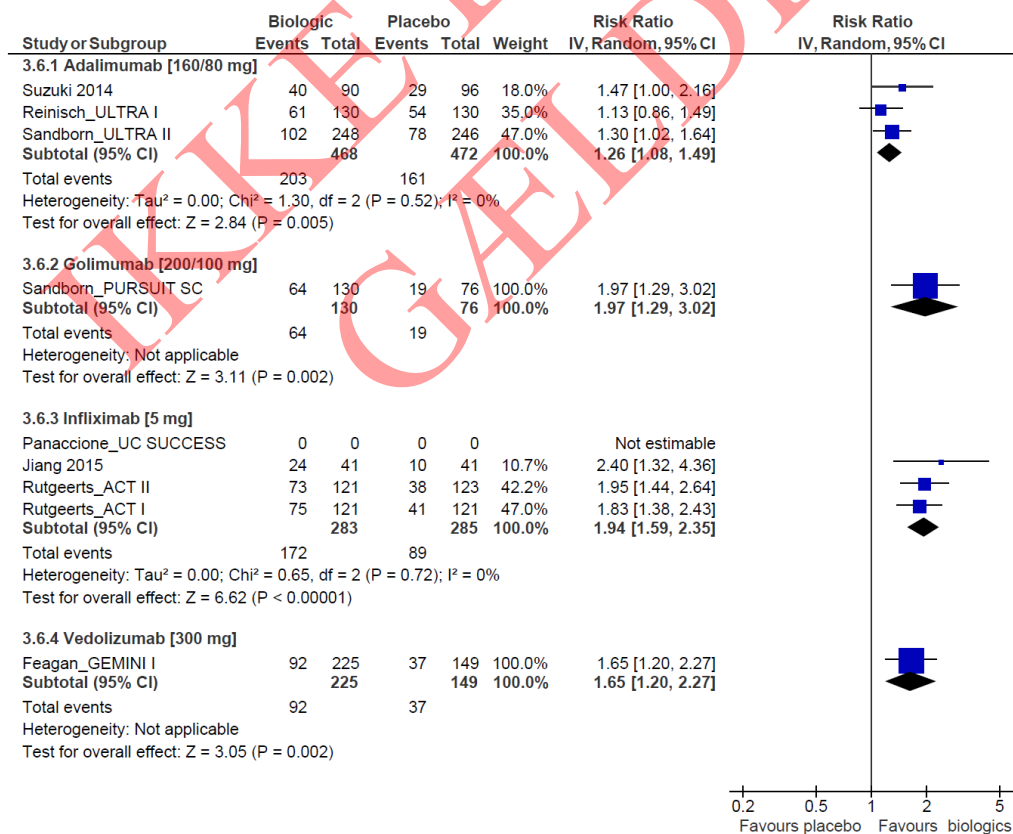 Biologic Placebo Risk Ratio Risk Ratio
Study or Subgroup Events Total Events Total Weight IV, Random, 95% CI IV, Random, 95% CI
3.6.1 Adalimumab [160/80 mg]
Suzuki 2014 40 90 29 96 18.0% 1.47 [1.00, 2.16]
Reinisch_ULTRA I 61 130 54 130 35.0% 1.13 [0.86, 1.49]
Sandborn_ULTRA II 102 248 78 246 47.0% 1.30 [1.02, 1.64]
Subtotal (95% CI) 468 472 100.0% 1.26 [1.08, 1.49]
Total events 203 161
Heterogeneity: Tau² = 0.00; Chi² = 1.30, df = 2 (P = 0.52); I² = 0%
Test for overall effect: Z = 2.84 (P = 0.005)
3.6.2 Golimumab [200/100 mg]
Sandborn_PURSUIT SC 64 130 19 76 100.0% 1.97 [1.29, 3.02]
Subtotal (95% CI) 130 76 100.0% 1.97 [1.29, 3.02]
Total events 64 19
Heterogeneity: Not applicable
Test for overall effect: Z = 3.11 (P = 0.002)
3.6.3 Infliximab [5 mg]
Panaccione_UC SUCCESS 0 0 0 0 Not estimable
Jiang 2015 24 41 10 41 10.7% 2.40 [1.32, 4.36]
Rutgeerts_ACT II 73 121 38 123 42.2% 1.95 [1.44, 2.64]
Rutgeerts_ACT I 75 121 41 121 47.0% 1.83 [1.38, 2.43]
Subtotal (95% CI) 283 285 100.0% 1.94 [1.59, 2.35]
Total events 172 89
Heterogeneity: Tau² = 0.00; Chi² = 0.65, df = 2 (P = 0.72); I² = 0%
Test for overall effect: Z = 6.62 (P < 0.00001)
3.6.4 Vedolizumab [300 mg]
Feagan_GEMINI I 92 225 37 149 100.0% 1.65 [1.20, 2.27]
Subtotal (95% CI) 225 149 100.0% 1.65 [1.20, 2.27]
Total events 92 37
Heterogeneity: Not applicable
Test for overall effect: Z = 3.05 (P = 0.002)
0.2 0.5 1 2 5
Favours placebo Favours biologics
IKKE
GÆLD